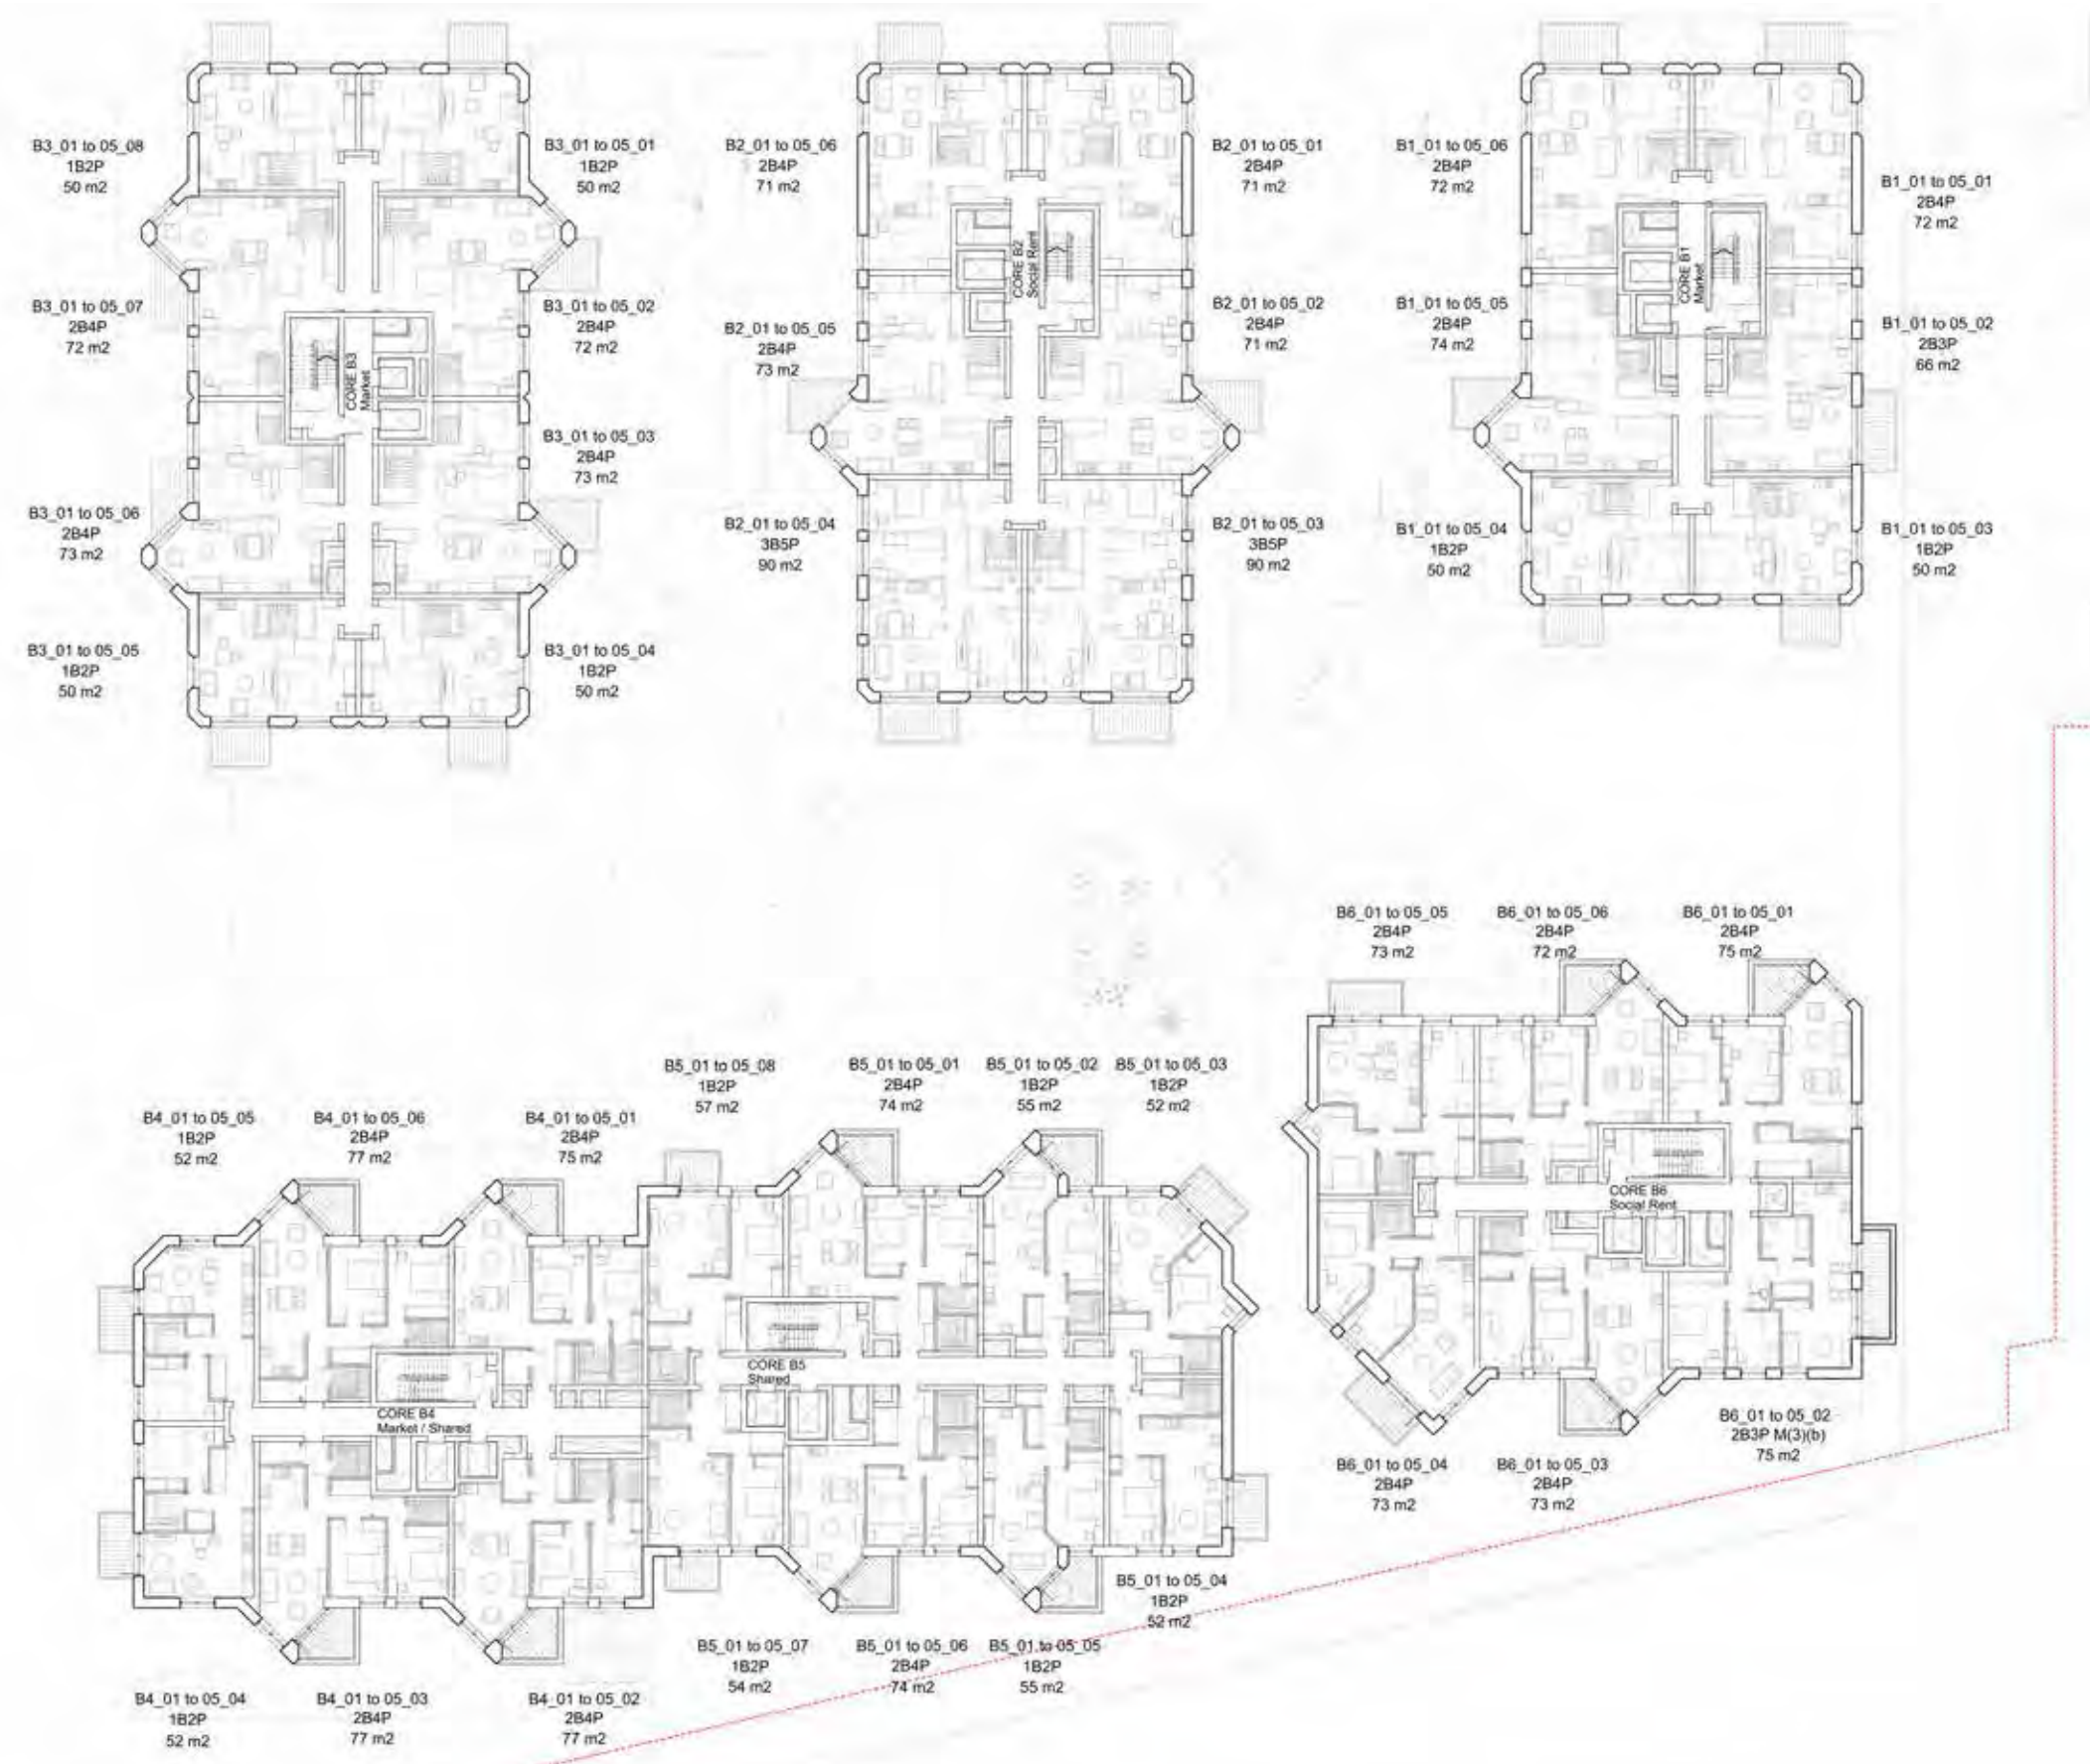 B3_01 to 05_08
1B2P
50 m2
B3_01 to 05_01
1B2P
50 m2
B3_01 to 05_07
2B4P
72 m2
B3_01 to 05_02
2B4P
72 m2
CORE B3
Market
B3_01 to 05_03
2B4P
73 m2
B3_01 to 05_06
2B4P
73 m2
B3_01 to 05_05
1B2P
50 m2
B3_01 to 05_04
1B2P
50 m2
B2_01 to 05_06
2B4P
71 m2
B2_01 to 05_01
2B4P
71 m2
CORE B2
Social Rent
B2_01 to 05_05
2B4P
73 m2
B2_01 to 05_02
2B4P
71 m2
B2_01 to 05_04
3B5P
90 m2
B2_01 to 05_03
3B5P
90 m2
B1_01 to 05_06
2B4P
72 m2
B1_01 to 05_01
2B4P
72 m2
CORE B1
Market
B1_01 to 05_05
2B4P
74 m2
B1_01 to 05_02
2B3P
66 m2
B1_01 to 05_04
1B2P
50 m2
B1_01 to 05_03
1B2P
50 m2
B6_01 to 05_05
2B4P
73 m2
B6_01 to 05_06
2B4P
72 m2
B6_01 to 05_01
2B4P
75 m2
CORE B6
Social Rent
B6_01 to 05_04
2B4P
73 m2
B6_01 to 05_03
2B4P
73 m2
B6_01 to 05_02
2B3P M(3)(b)
75 m2
B4_01 to 05_05
1B2P
52 m2
B4_01 to 05_06
2B4P
77 m2
B4_01 to 05_01
2B4P
75 m2
CORE B4
Market / Shared
B4_01 to 05_04
1B2P
52 m2
B4_01 to 05_03
2B4P
77 m2
B4_01 to 05_02
2B4P
77 m2
B5_01 to 05_08
1B2P
57 m2
B5_01 to 05_01
2B4P
74 m2
B5_01 to 05_02
1B2P
55 m2
B5_01 to 05_03
1B2P
52 m2
CORE B5
Shared
B5_01 to 05_04
1B2P
52 m2
B5_01 to 05_07
1B2P
54 m2
B5_01 to 05_06
2B4P
74 m2
B5_01 to 05_05
1B2P
55 m2